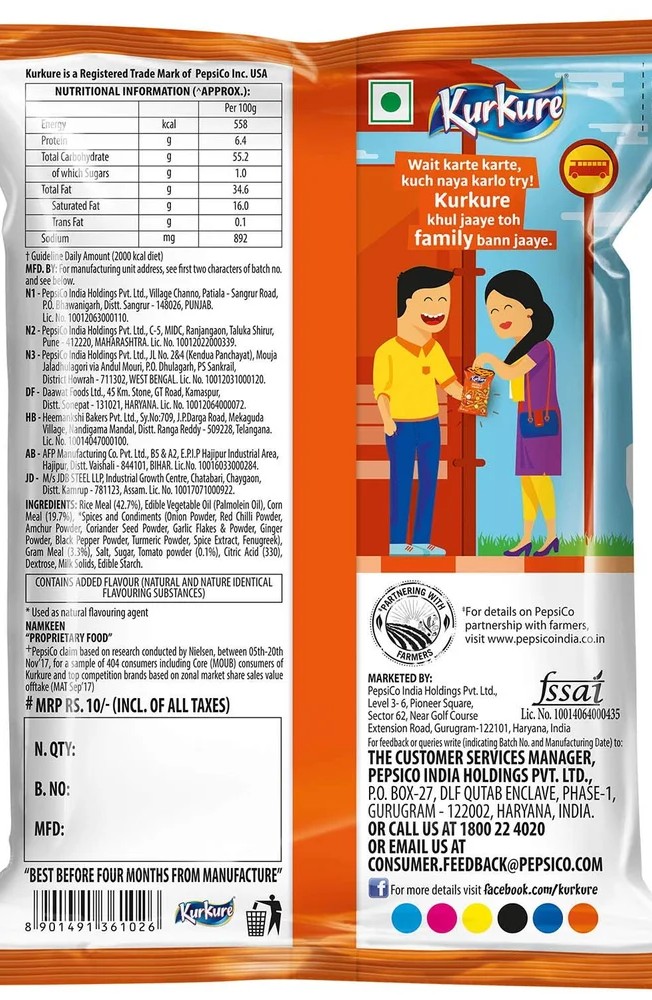 Kurkure is a Registered Trade Mark of PepsiCo Inc. USA
NUTRITIONAL INFORMATION (^APPROX.):
Per 100g
Energy kcal 558
Protein g 6.4
Total Carbohydrate g 55.2
of which Sugars g 1.0
Total Fat g 34.6
Saturated Fat g 16.0
Trans Fat g 0.1
Sodium mg 892
† Guideline Daily Amount (2000 kcal diet)
MFD. BY: For manufacturing unit address, see first two characters of batch no.
and see below.
N1 - PepsiCo India Holdings Pvt. Ltd., Village Channo, Patiala - Sangrur Road,
P.O. Bhawanigarh, Distt. Sangrur - 148026, PUNJAB.
Lic. No. 10012063000110.
N2 - PepsiCo India Holdings Pvt. Ltd., C-5, MIDC, Ranjangaon, Taluka Shirur,
Pune - 412220, MAHARASHTRA. Lic. No. 10012022000339.
N3 - PepsiCo India Holdings Pvt. Ltd., JL No. 2&4 (Kendua Panchayat), Mouja
Jaladhulagori via Andul Mouri, P.O. Dhulagarh, PS Sankrail,
District Howrah - 711302, WEST BENGAL. Lic. No. 10012031000120.
DF - Daawat Foods Ltd., 45 Km. Stone, GT Road, Kamaspur,
Distt. Sonepat - 131021, HARYANA. Lic. No. 10012064000072.
HB - Heemankshi Bakers Pvt. Ltd., Sy.No:709, J.P.Darga Road, Mekaguda
Village, Nandigama Mandal, Distt. Ranga Reddy - 509228, Telangana.
Lic. No. 10014047000100.
AB - AFP Manufacturing Co. Pvt. Ltd., B5 & A2, E.P.I.P Hajipur Industrial Area,
Hajipur, Distt. Vaishali - 844101, BIHAR. Lic.No. 10016033000284.
JD - M/s JDB STEEL LLP, Industrial Growth Centre, Chatabari, Chaygaon,
Distt. Kamrup - 781123, Assam. Lic. No. 10017071000922.
INGREDIENTS: Rice Meal (42.7%), Edible Vegetable Oil (Palmolein Oil), Corn
Meal (19.7%), *Spices and Condiments (Onion Powder, Red Chilli Powder,
Amchur Powder, Coriander Seed Powder, Garlic Flakes & Powder, Ginger
Powder, Black Pepper Powder, Turmeric Powder, Spice Extract, Fenugreek),
Gram Meal (3.3%), Salt, Sugar, Tomato powder (0.1%), Citric Acid (330),
Dextrose, Milk Solids, Edible Starch.
CONTAINS ADDED FLAVOUR (NATURAL AND NATURE IDENTICAL
FLAVOURING SUBSTANCES)
* Used as natural flavouring agent
NAMKEEN
"PROPRIETARY FOOD"
+PepsiCo claim based on research conducted by Nielsen, between 05th-20th
Nov'17, for a sample of 404 consumers including Core (MOUB) consumers of
Kurkure and top competition brands based on zonal market share sales value
offtake (MAT Sep'17)
# MRP RS. 10/- (INCL. OF ALL TAXES)
N. QTY:
B. NO:
MFD:
"BEST BEFORE FOUR MONTHS FROM MANUFACTURE"
8 901491 361026
Kurkure
Kurkure
Wait karte karte,
kuch naya karlo try!
Kurkure
khul jaaye toh
family bann jaaye.
PARTNERING WITH
FARMERS
‡For details on PepsiCo
partnership with farmers,
visit www.pepsicoindia.co.in
MARKETED BY:
PepsiCo India Holdings Pvt. Ltd.,
Level 3- 6, Pioneer Square,
Sector 62, Near Golf Course
Extension Road, Gurugram-122101, Haryana, India
fssai
Lic. No. 10014064000435
For feedback or queries write (indicating Batch No. and Manufacturing Date) to:
THE CUSTOMER SERVICES MANAGER,
PEPSICO INDIA HOLDINGS PVT. LTD.,
P.O. BOX-27, DLF QUTAB ENCLAVE, PHASE-1,
GURUGRAM - 122002, HARYANA, INDIA.
OR CALL US AT 1800 22 4020
OR EMAIL US AT
CONSUMER.FEEDBACK@PEPSICO.COM
f For more details visit facebook.com/kurkure